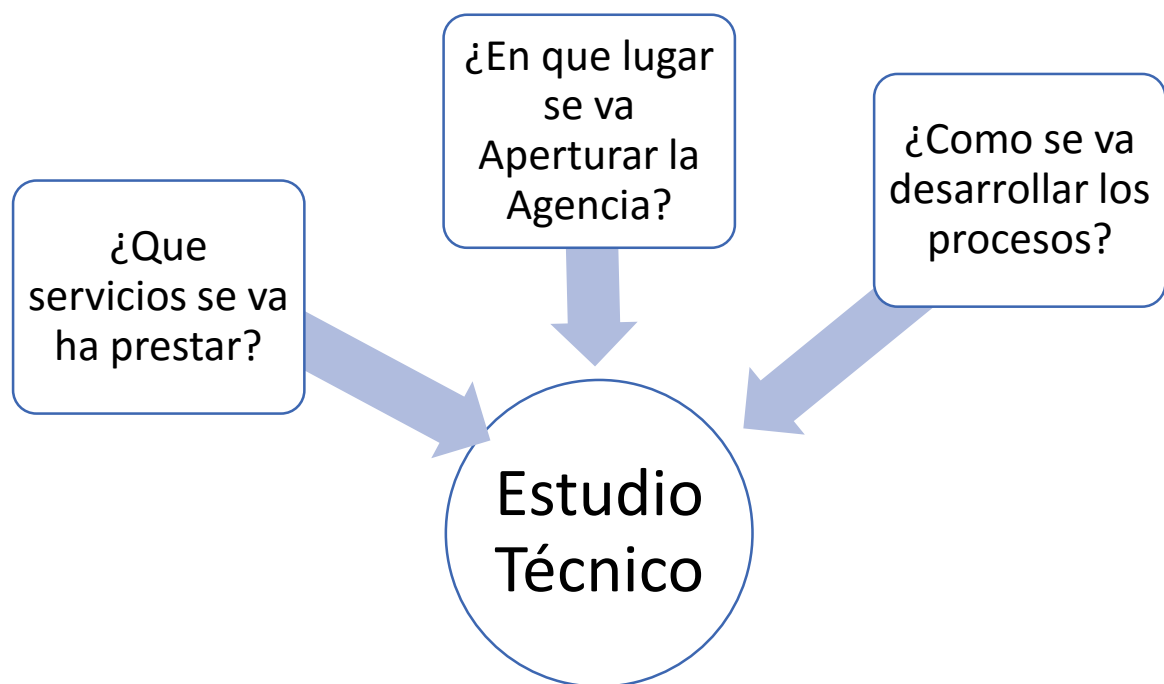 ¿Que
servicios se va
ha prestar?
¿En que lugar
se va
Aperturar la
Agencia?
¿Como se va
desarrollar los
procesos?
Estudio
Técnico